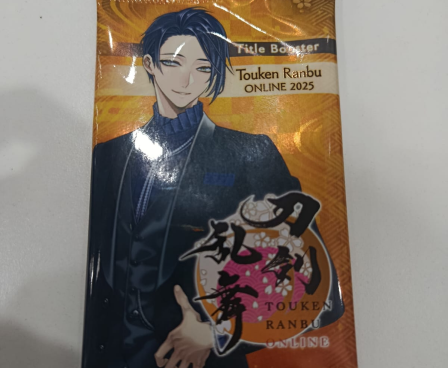 Title Booster
Touken Ranbu
ONLINE 2025
刀剣
乱舞
TOUKEN
RANBU
ONLINE